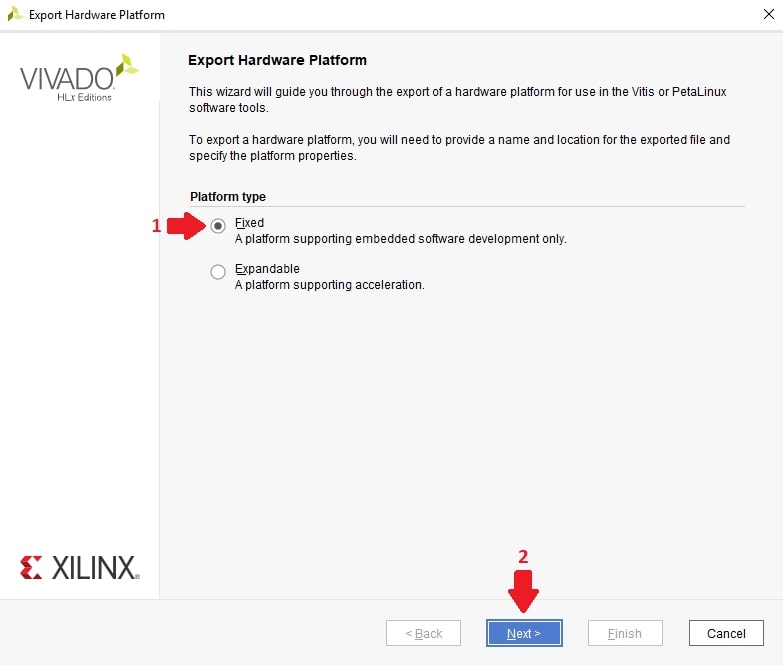 Export Hardware Platform
VIVADO.
HLx Editions
Export Hardware Platform
This wizard will guide you through the export of a hardware platform for use in the Vitis or PetaLinux
software tools.
To export a hardware platform, you will need to provide a name and location for the exported file and
specify the platform properties.
Platform type
1
Fixed
A platform supporting embedded software development only.
Expandable
A platform supporting acceleration.
XILINX®
2
< Back
Next >
Finish
Cancel